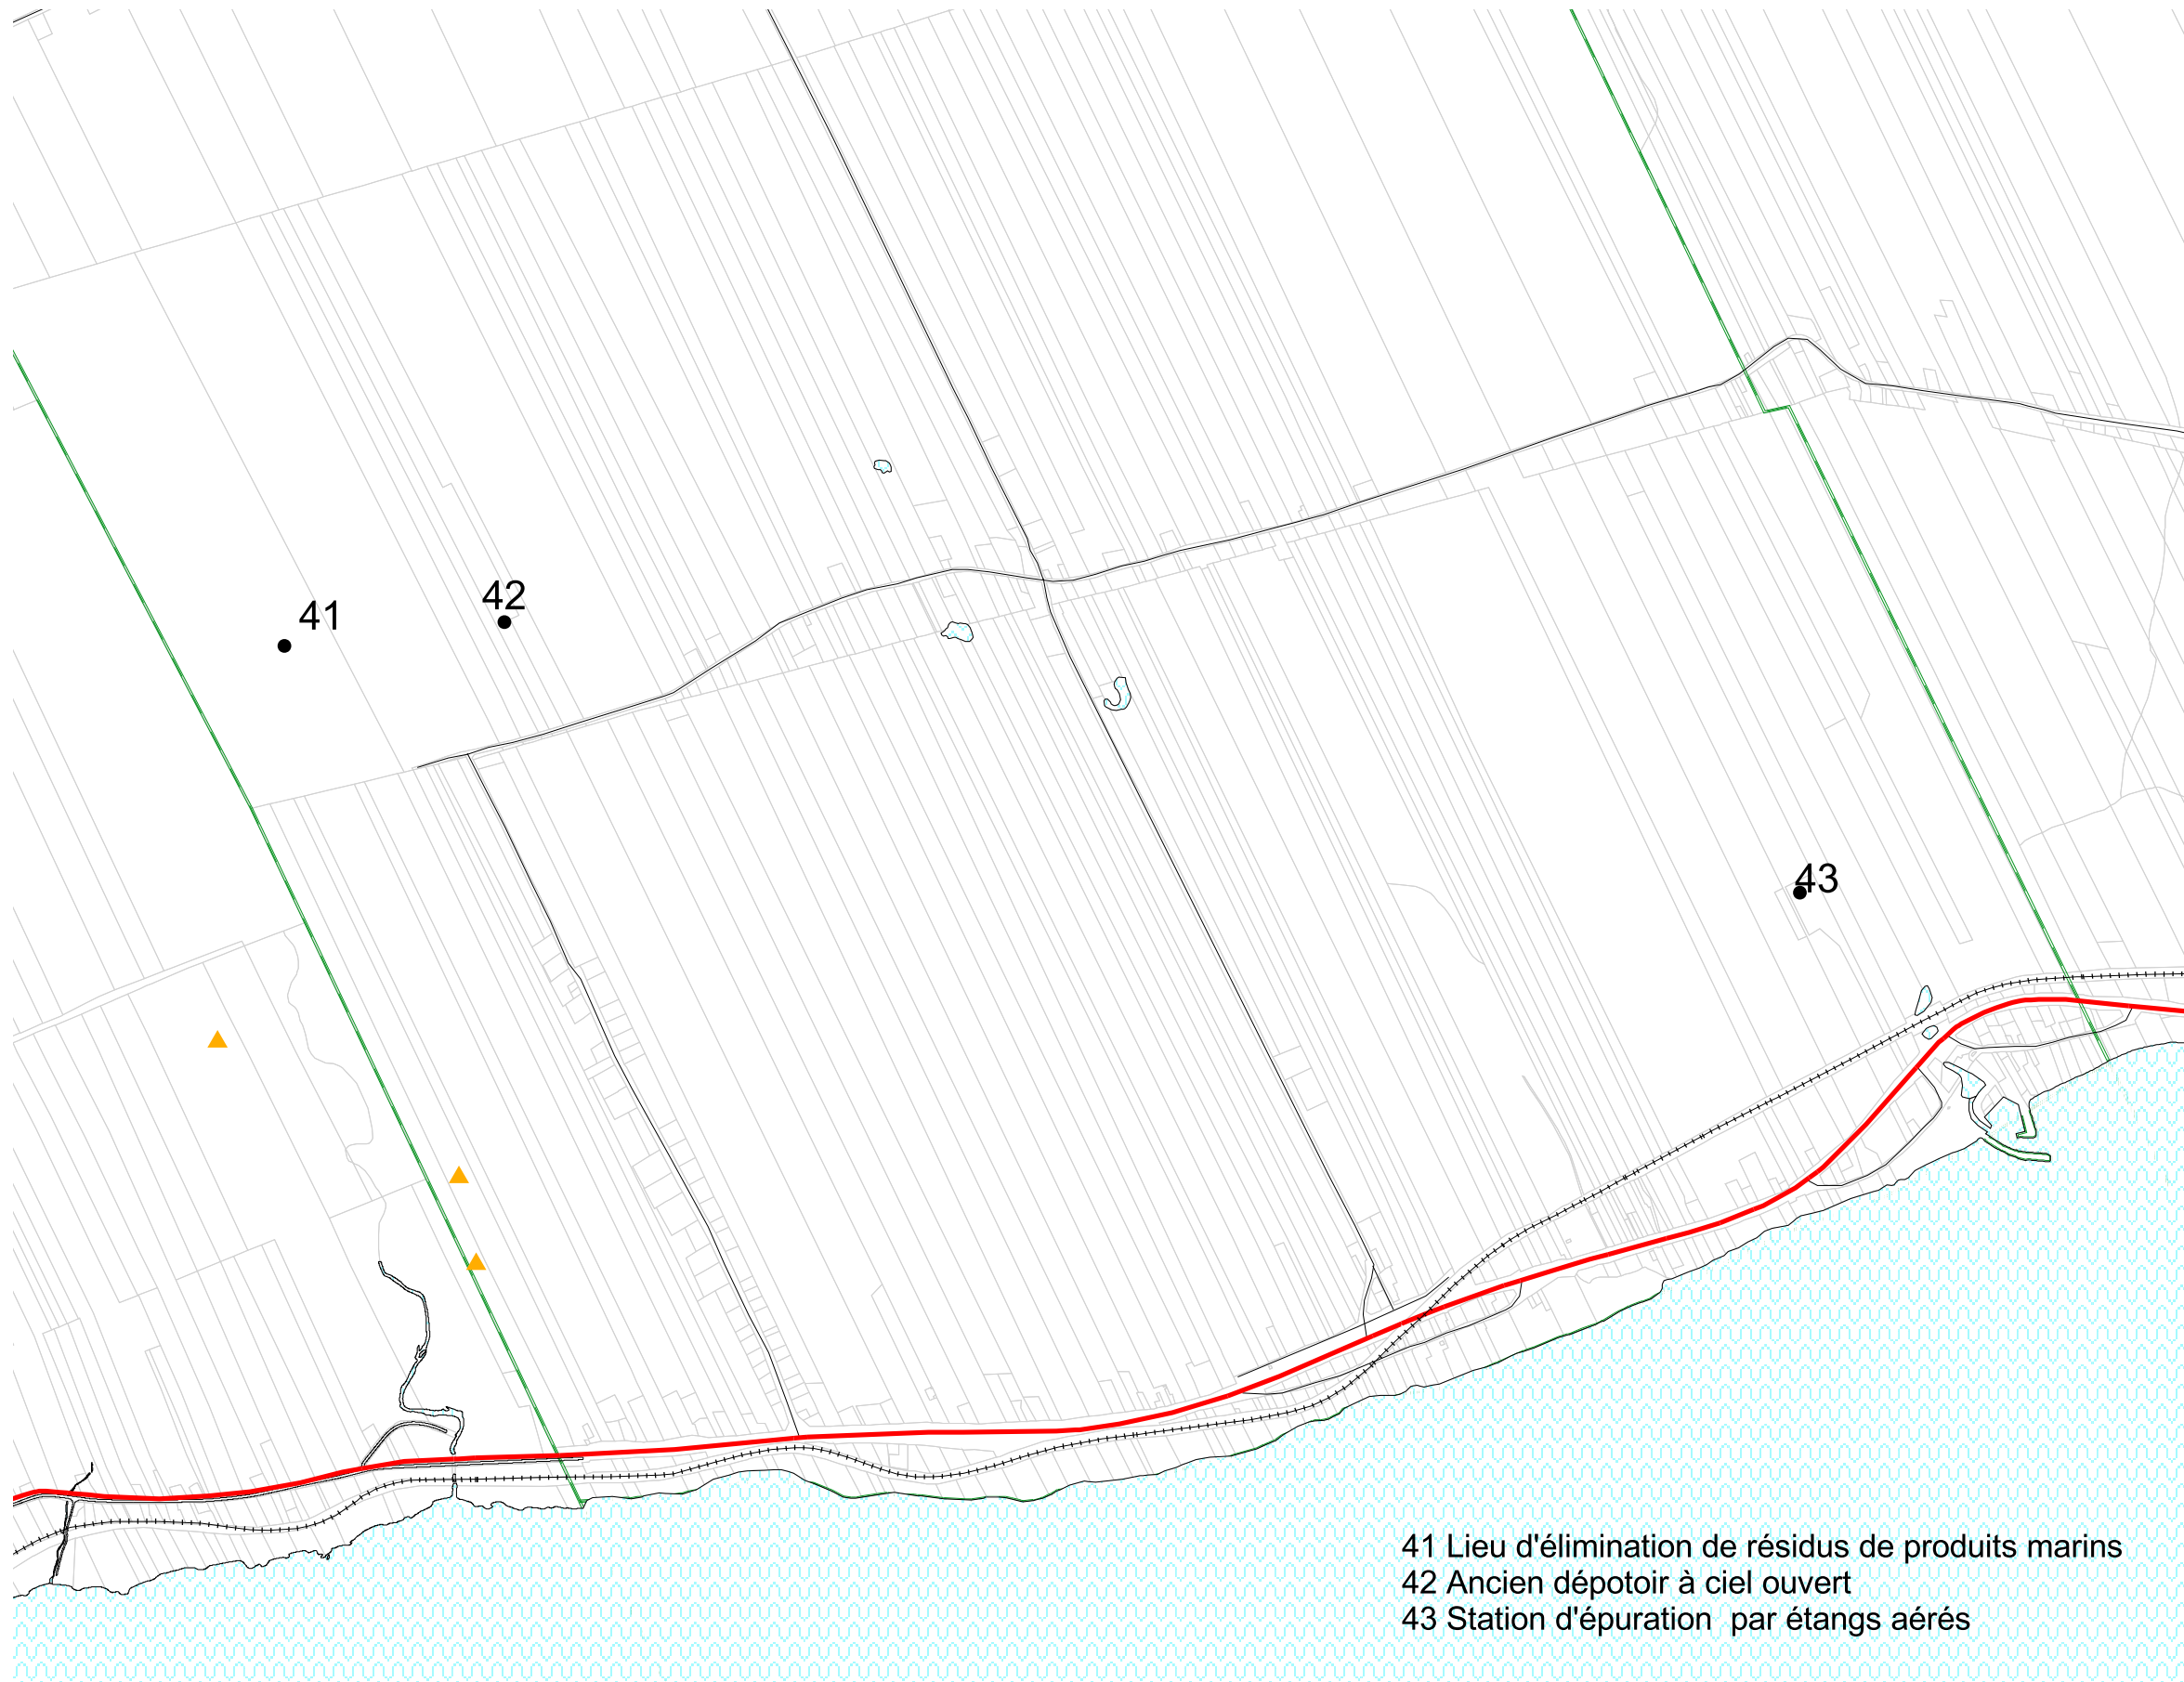 42
41
43
41 Lieu d'élimination de résidus de produits marins
42 Ancien dépotoir à ciel ouvert
43 Station d'épuration  par étangs aérés